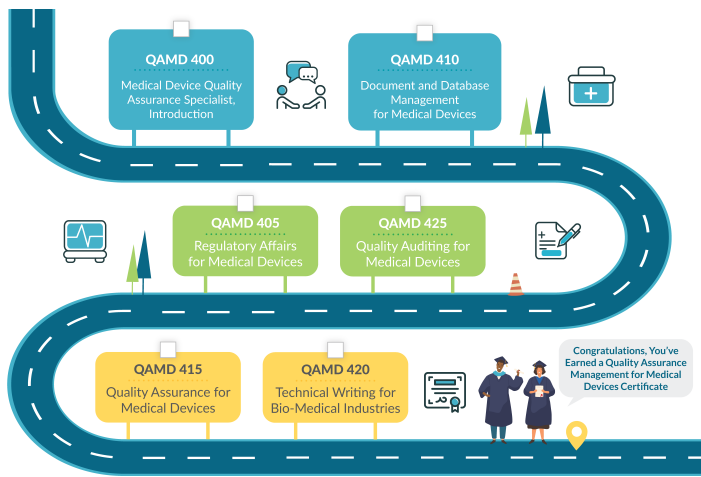 QAMD 400
Medical Device Quality
Assurance Specialist,
Introduction
QAMD 410
Document and Database
Management
for Medical Devices
QAMD 405
Regulatory Affairs
for Medical Devices
QAMD 425
Quality Auditing for
Medical Devices
QAMD 415
Quality Assurance for
Medical Devices
QAMD 420
Technical Writing for
Bio-Medical Industries
Congratulations, You've
Earned a Quality Assurance
Management for Medical
Devices Certificate